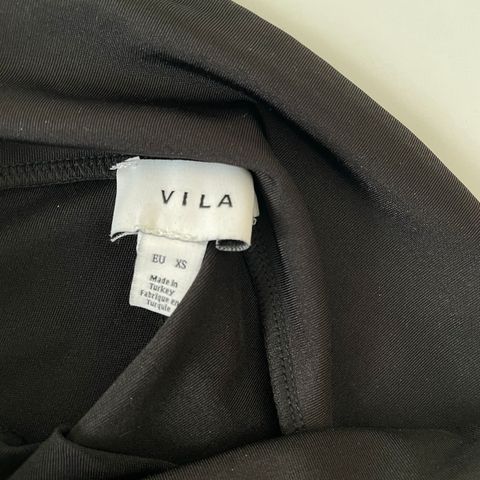 VILA
EU XS
Made in
Turkey
Fabriqué en
Turquie